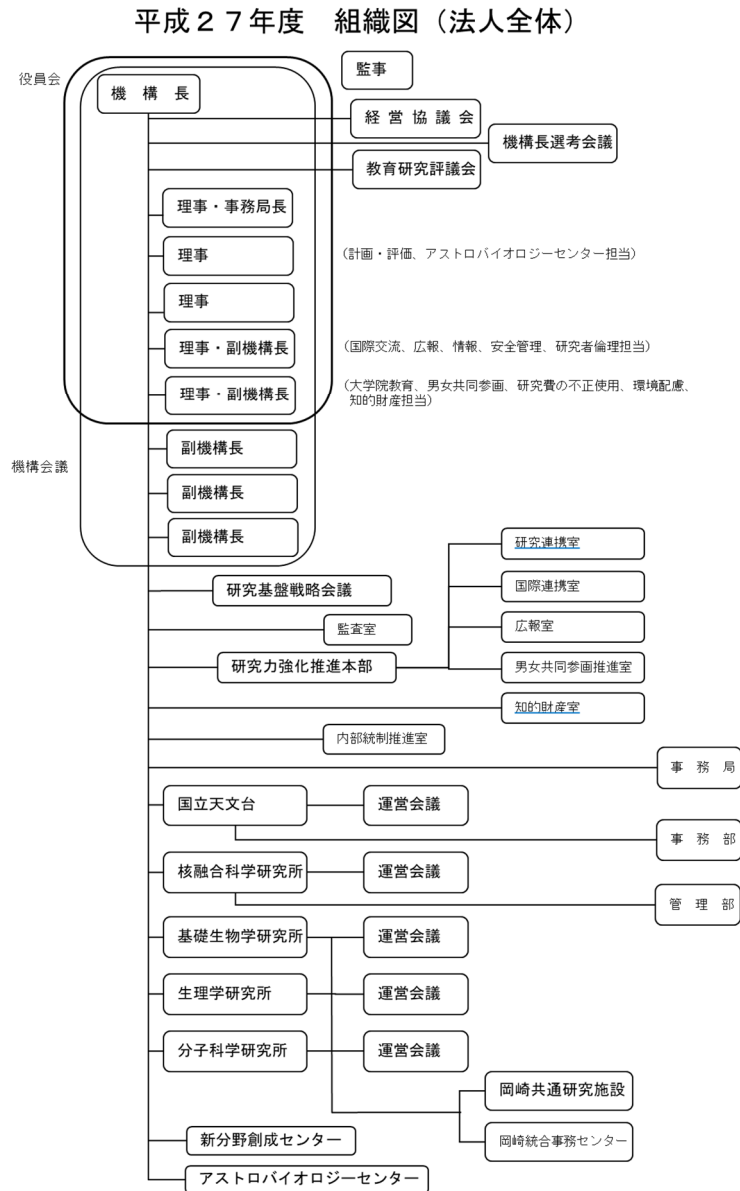 平成２７年度　組織図（法人全体）
役員会
監事
機　構　長
経 営 協 議 会
機構長選考会議
教育研究評議会
理事・事務局長
理事
（計画・評価、アストロバイオロジーセンター担当）
理事
理事・副機構長
（国際交流、広報、情報、安全管理、研究者倫理担当）
理事・副機構長
（大学院教育、男女共同参画、研究費の不正使用、環境配慮、
知的財産担当）
副機構長
機構会議
副機構長
副機構長
研究連携室
研究基盤戦略会議
国際連携室
監査室
広報室
研究力強化推進本部
男女共同参画推進室
知的財産室
内部統制推進室
事　務　局
国立天文台
運営会議
事　務　部
核融合科学研究所
運営会議
管　理　部
基礎生物学研究所
運営会議
生理学研究所
運営会議
分子科学研究所
運営会議
岡崎共通研究施設
新分野創成センター
岡崎統合事務センター
アストロバイオロジーセンター